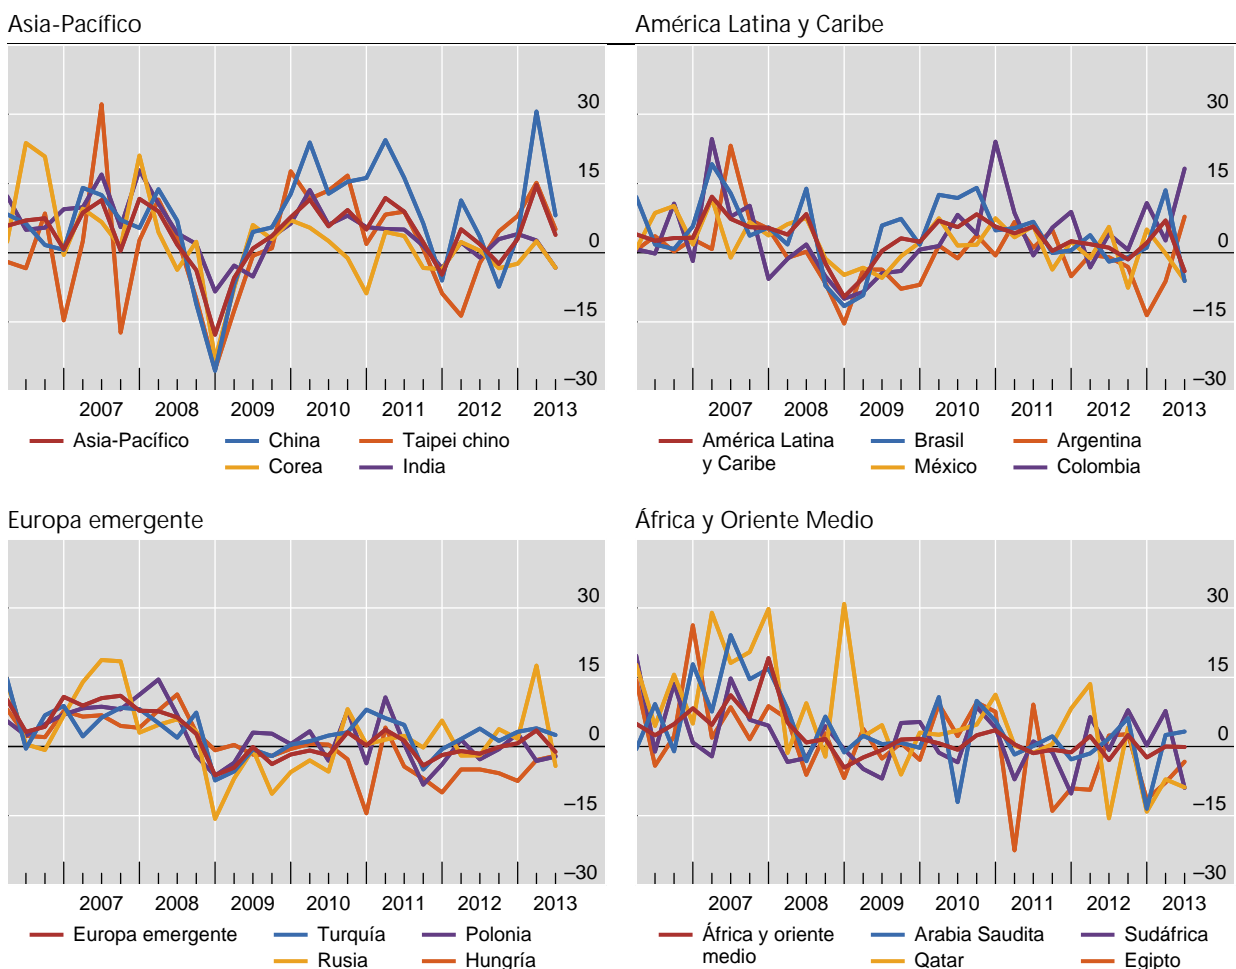 Asia-Pacífico
30
15
0
–15
–30
2007 2008 2009 2010 2011 2012 2013
Asia-Pacífico China Taipei chino
Corea India
América Latina y Caribe
30
15
0
–15
–30
2007 2008 2009 2010 2011 2012 2013
América Latina Brasil Argentina
y Caribe México Colombia
Europa emergente
30
15
0
–15
–30
2007 2008 2009 2010 2011 2012 2013
Europa emergente Turquía Polonia
Rusia Hungría
África y Oriente Medio
30
15
0
–15
–30
2007 2008 2009 2010 2011 2012 2013
África y oriente Arabia Saudita Sudáfrica
medio Qatar Egipto